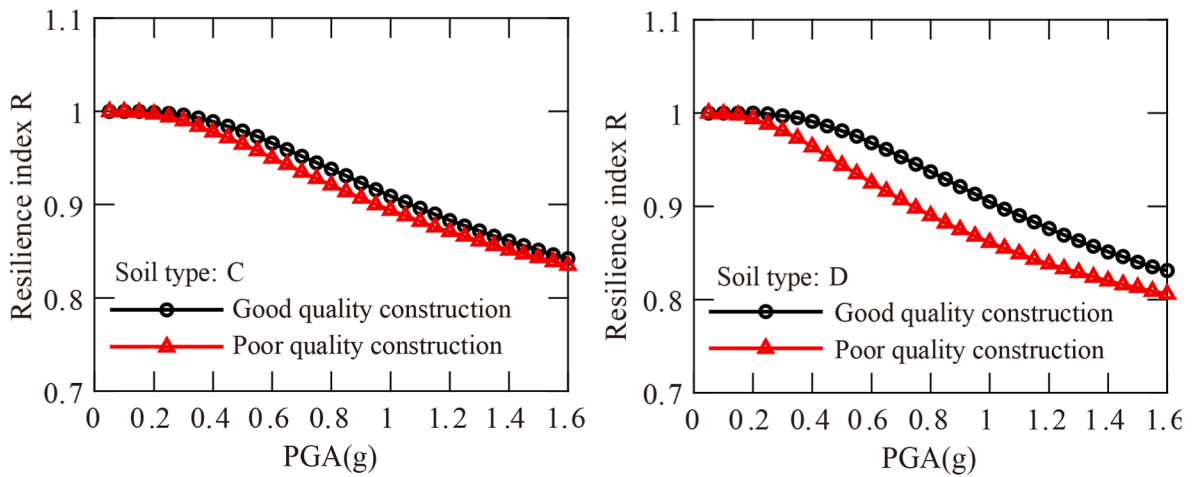 1.1
1
0.9
0.8
0.7
Resilience index R
Soil type: C
Good quality construction
Poor quality construction
0 0.2 0.4 0.6 0.8 1 1.2 1.4 1.6
PGA(g)
1.1
1
0.9
0.8
0.7
Resilience index R
Soil type: D
Good quality construction
Poor quality construction
0 0.2 0.4 0.6 0.8 1 1.2 1.4 1.6
PGA(g)